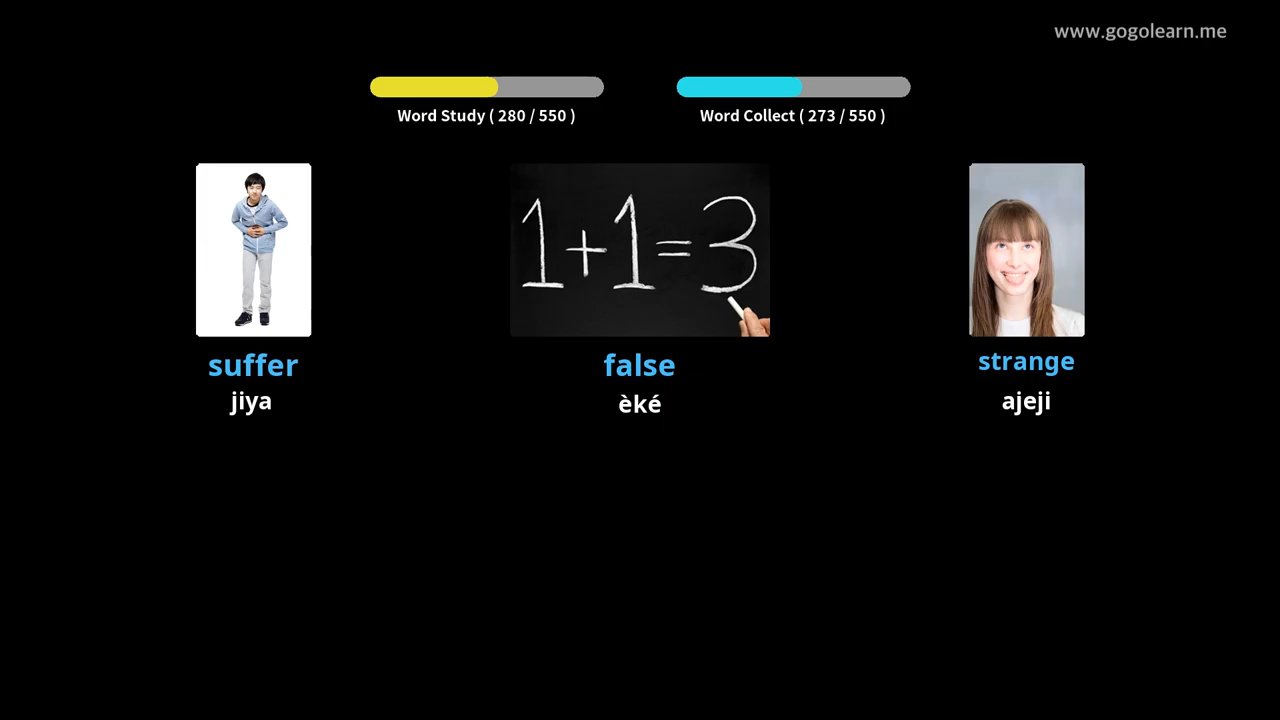 www.gogolearn.me
Word Study ( 280 / 550 )
Word Collect ( 273 / 550 )
1+1=3
suffer
false
strange
jiya
èké
ajeji